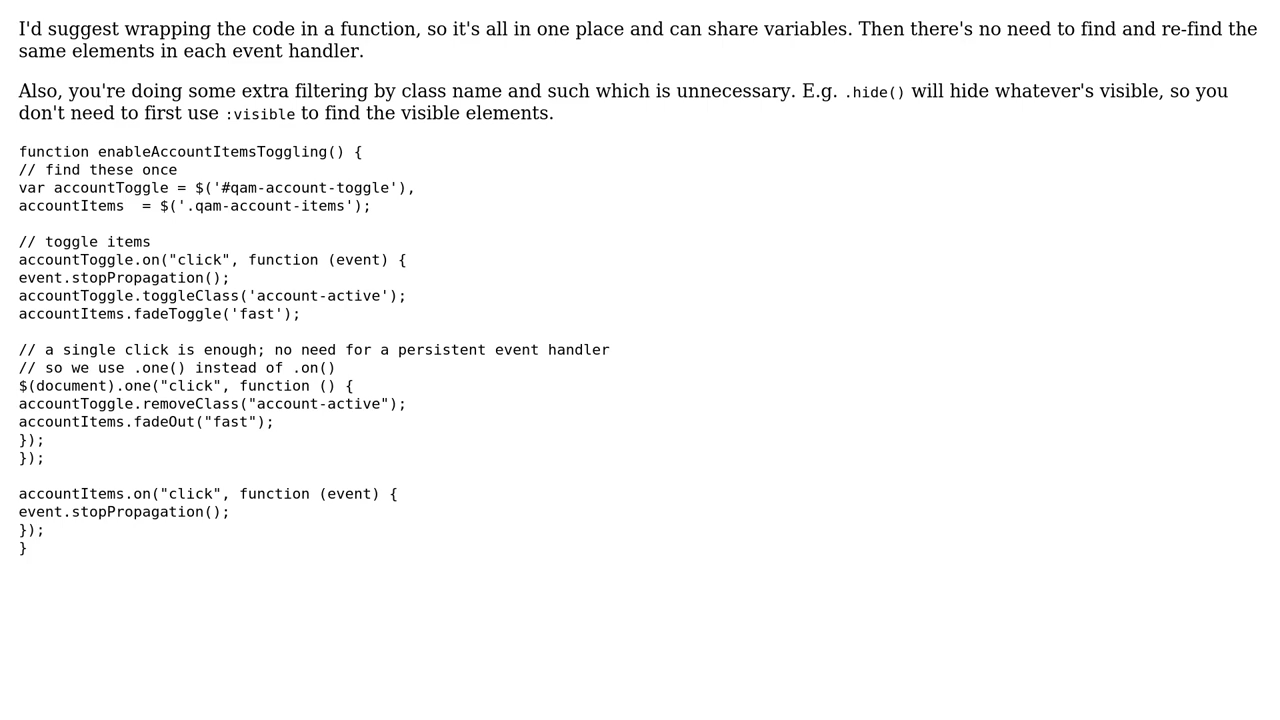 I'd suggest wrapping the code in a function, so it's all in one place and can share variables. Then there's no need to find and re-find the
same elements in each event handler.
Also, you're doing some extra filtering by class name and such which is unnecessary. E.g. .hide() will hide whatever's visible, so you
don't need to first use :visible to find the visible elements.
function enableAccountItemsToggling() {
// find these once
var accountToggle = $('#qam-account-toggle'),
accountItems  = $('.qam-account-items');
// toggle items
accountToggle.on("click", function (event) {
event.stopPropagation();
accountToggle.toggleClass('account-active');
accountItems.fadeToggle('fast');
// a single click is enough; no need for a persistent event handler
// so we use .one() instead of .on()
$(document).one("click", function () {
accountToggle.removeClass("account-active");
accountItems.fadeOut("fast");
});
});
accountItems.on("click", function (event) {
event.stopPropagation();
});
}